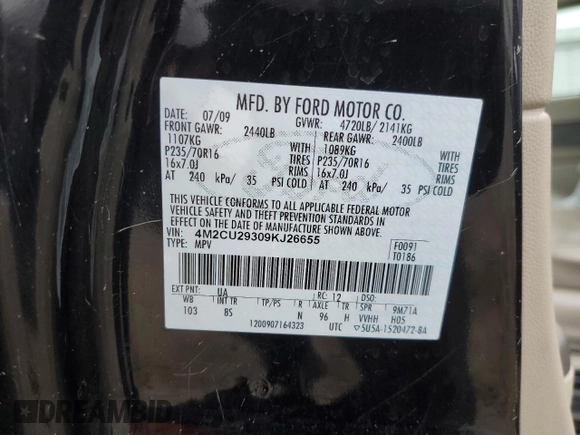 MFD. BY FORD MOTOR CO.
DATE: 07/09 GVWR: 4720LB/ 2141KG
FRONT GAWR: 2440LB REAR GAWR: 2400LB
1107KG WITH 1089KG WITH
P235/70R16 TIRES P235/70R16 TIRES
16x7.0J RIMS 16x7.0J RIMS
AT 240 kPa/ 35 PSI COLD AT 240 kPa/ 35 PSI COLD
THIS VEHICLE CONFORMS TO ALL APPLICABLE FEDERAL MOTOR
VEHICLE SAFETY AND THEFT PREVENTION STANDARDS IN
EFFECT ON THE DATE OF MANUFACTURE SHOWN ABOVE.
VIN: 4M2CU29309KJ26655 F0091
TYPE: MPV T0186
EXT PNT: UA RC: 12 DSO:
WB INT TR TP/PS R AXLE TR SPR 9M71A
103 8S N 96 H VVHH H05
1200907164323 UTC ▽5U5A-1520472-BA
DREAMBID